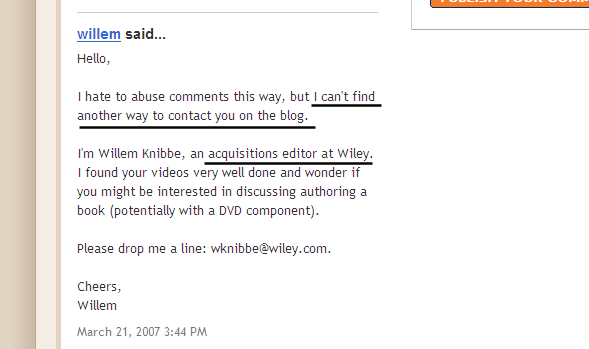 willem said...
Hello,
I hate to abuse comments this way, but I can't find
another way to contact you on the blog.
I'm Willem Knibbe, an acquisitions editor at Wiley.
I found your videos very well done and wonder if
you might be interested in discussing authoring a
book (potentially with a DVD component).
Please drop me a line: wknibbe@wiley.com.
Cheers,
Willem
March 21, 2007 3:44 PM